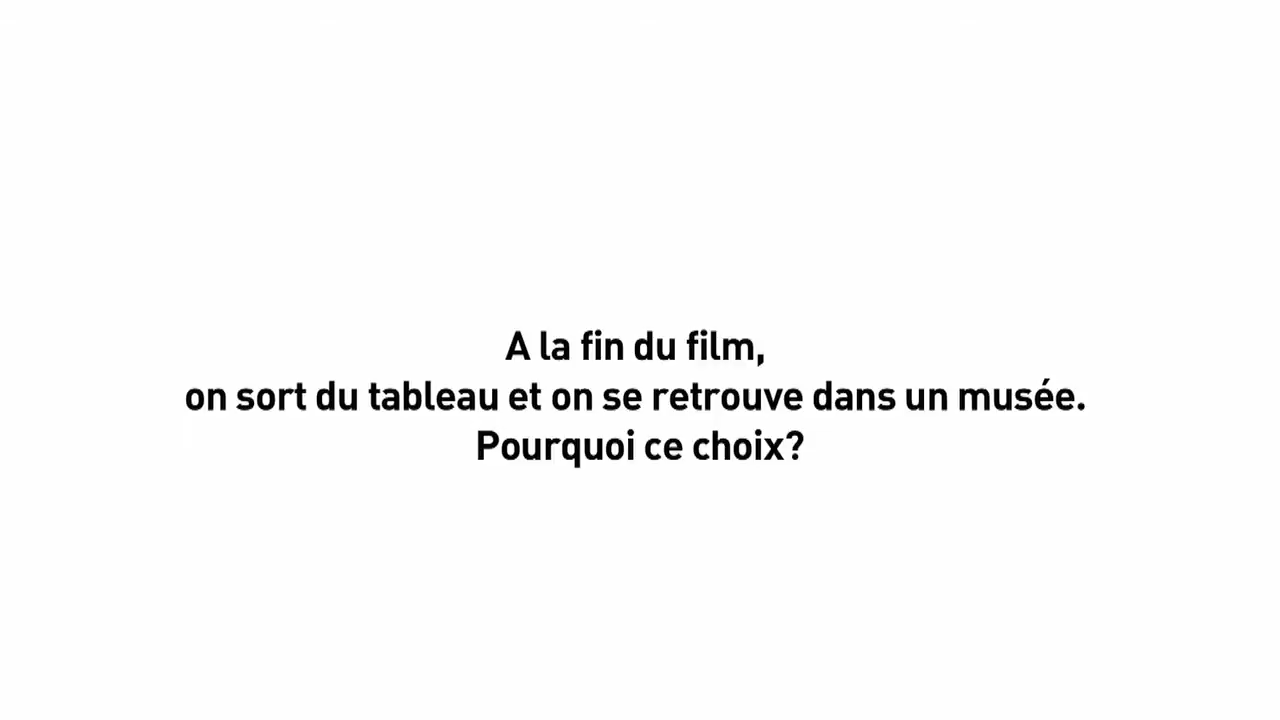 A la fin du film,
on sort du tableau et on se retrouve dans un musée.
Pourquoi ce choix?